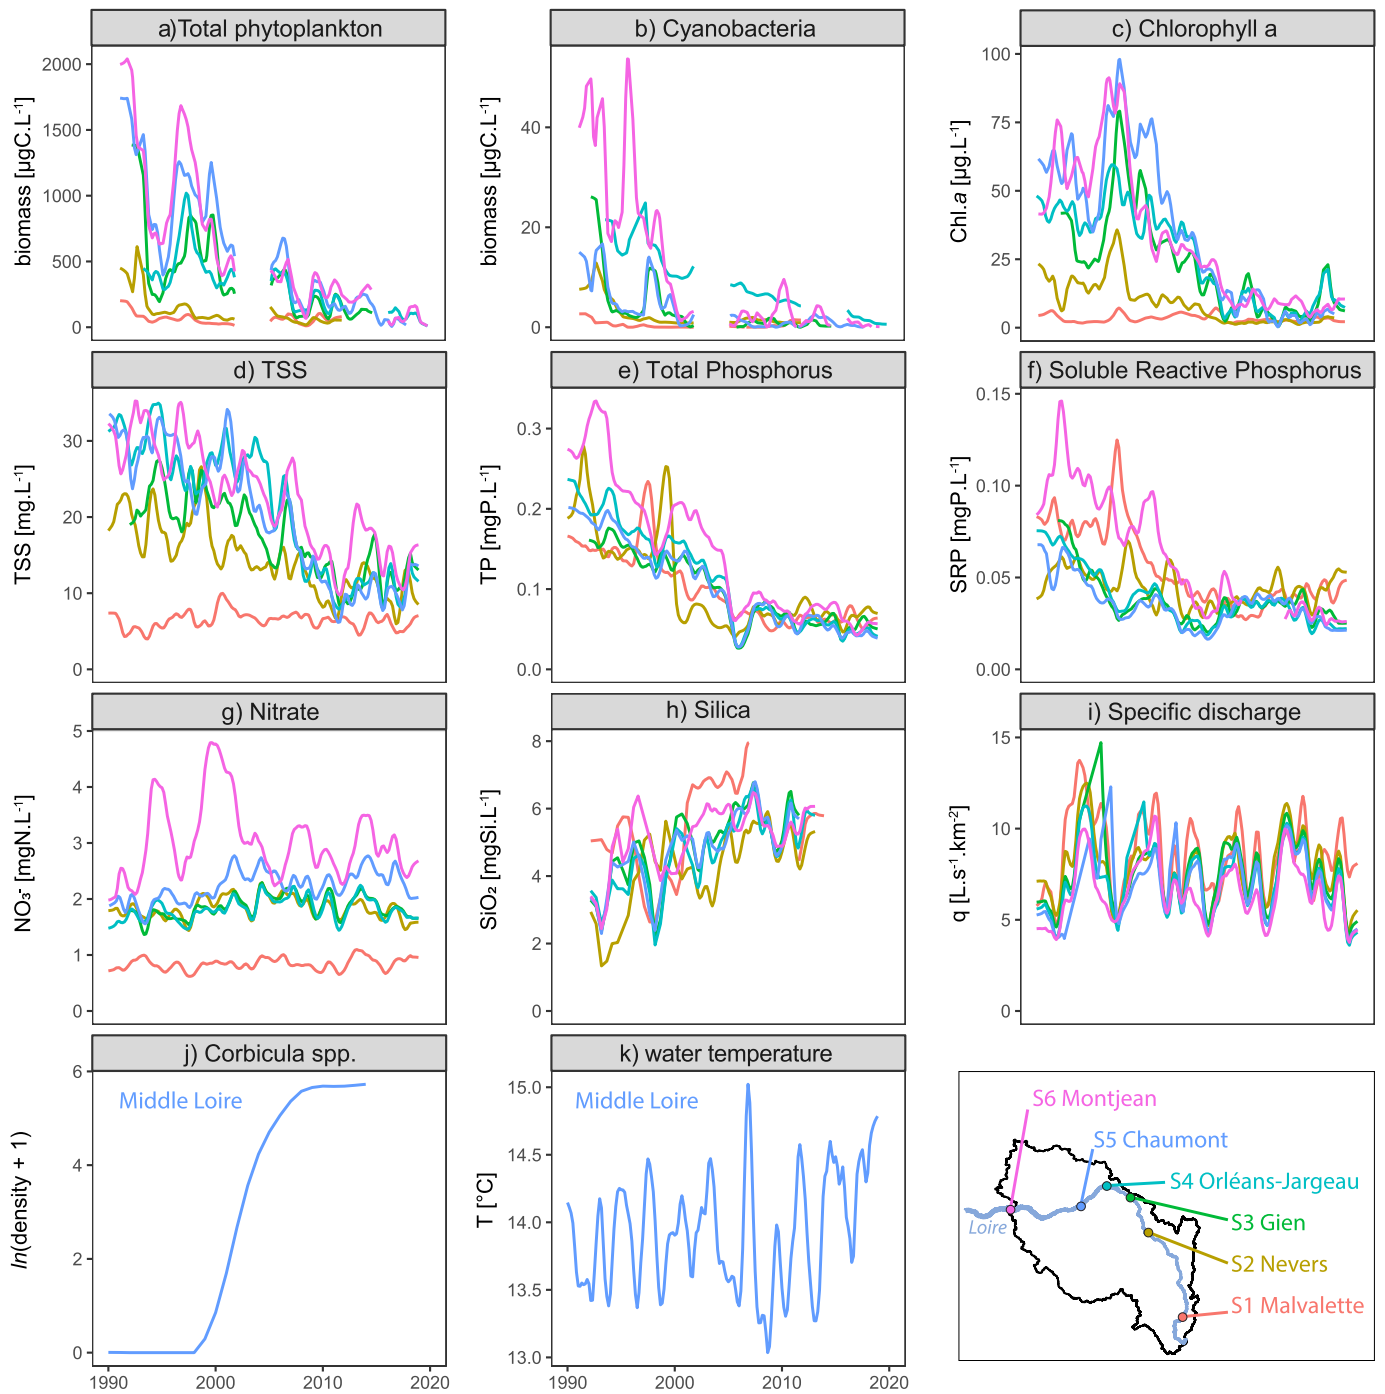 a)Total phytoplankton
b) Cyanobacteria
c) Chlorophyll a
biomass [µgC.L-1]
2000
1500
1000
500
0
biomass [µgC.L-1]
40
20
0
Chl.a [µg.L-1]
100
75
50
25
0
d) TSS
e) Total Phosphorus
f) Soluble Reactive Phosphorus
TSS [mg.L-1]
30
20
10
0
TP [mgP.L-1]
0.3
0.2
0.1
0.0
SRP [mgP.L-1]
0.15
0.10
0.05
0.00
g) Nitrate
h) Silica
i) Specific discharge
NO3- [mgN.L-1]
5
4
3
2
1
0
SiO₂ [mgSi.L-1]
8
6
4
2
0
q [L.s-1.km-2]
15
10
5
0
j) Corbicula spp.
k) water temperature
ln(density + 1)
6
4
2
0
Middle Loire
1990 2000 2010 2020
T [°C]
15.0
14.5
14.0
13.5
13.0
Middle Loire
1990 2000 2010 2020
S6 Montjean
S5 Chaumont
S4 Orléans-Jargeau
S3 Gien
Loire
S2 Nevers
S1 Malvalette